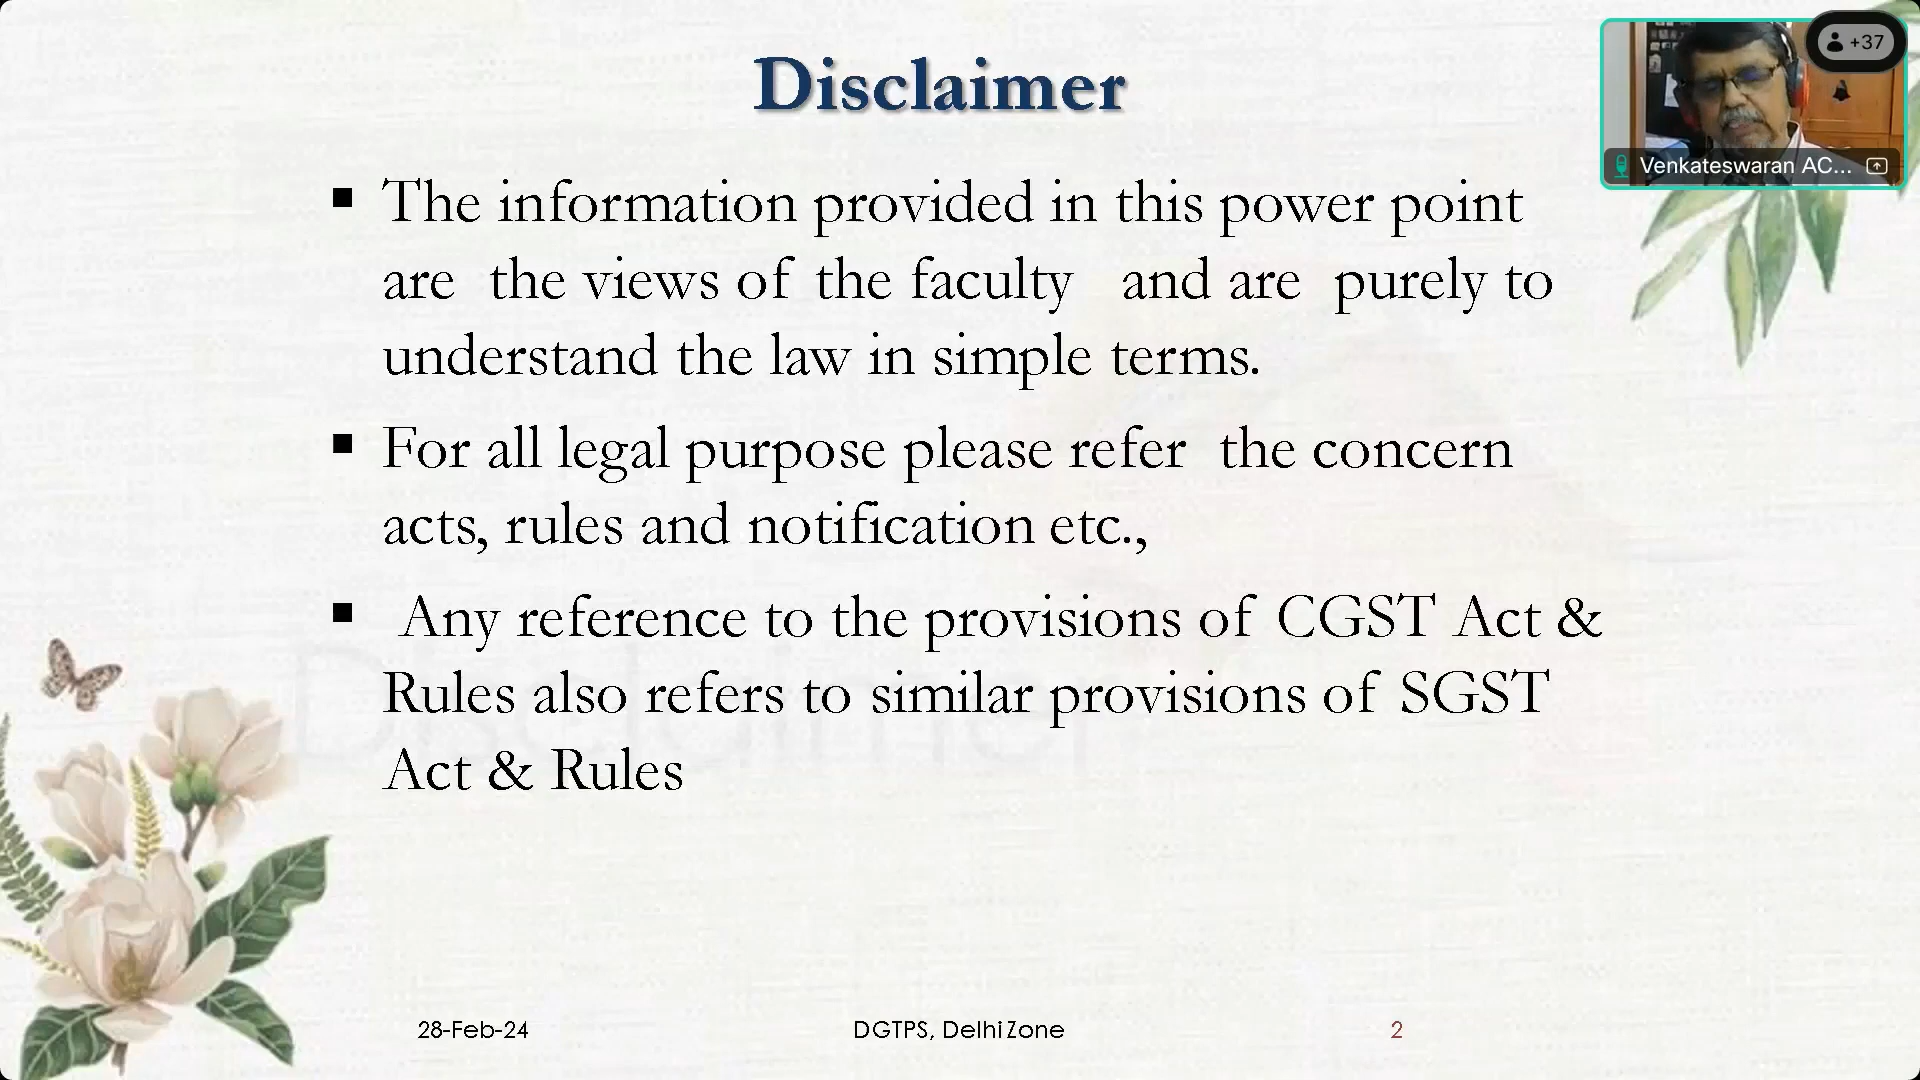 Disclaimer
+37
Venkateswaran AC...
▪ The information provided in this power point
are the views of the faculty and are purely to
understand the law in simple terms.
▪ For all legal purpose please refer the concern
acts, rules and notification etc.,
▪ Any reference to the provisions of CGST Act &
Rules also refers to similar provisions of SGST
Act & Rules
Disclaimer
28-Feb-24
DGTPS, Delhi Zone
2